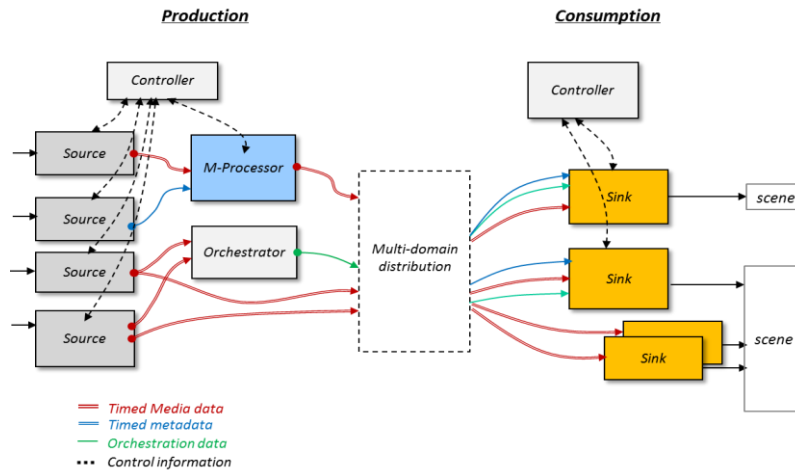 Production
Consumption
Controller
Controller
Source
M-Processor
Source
Sink
scene
Source
Orchestrator
Multi-domain
distribution
Sink
Source
Sink
scene
Timed Media data
Timed metadata
Orchestration data
Control information